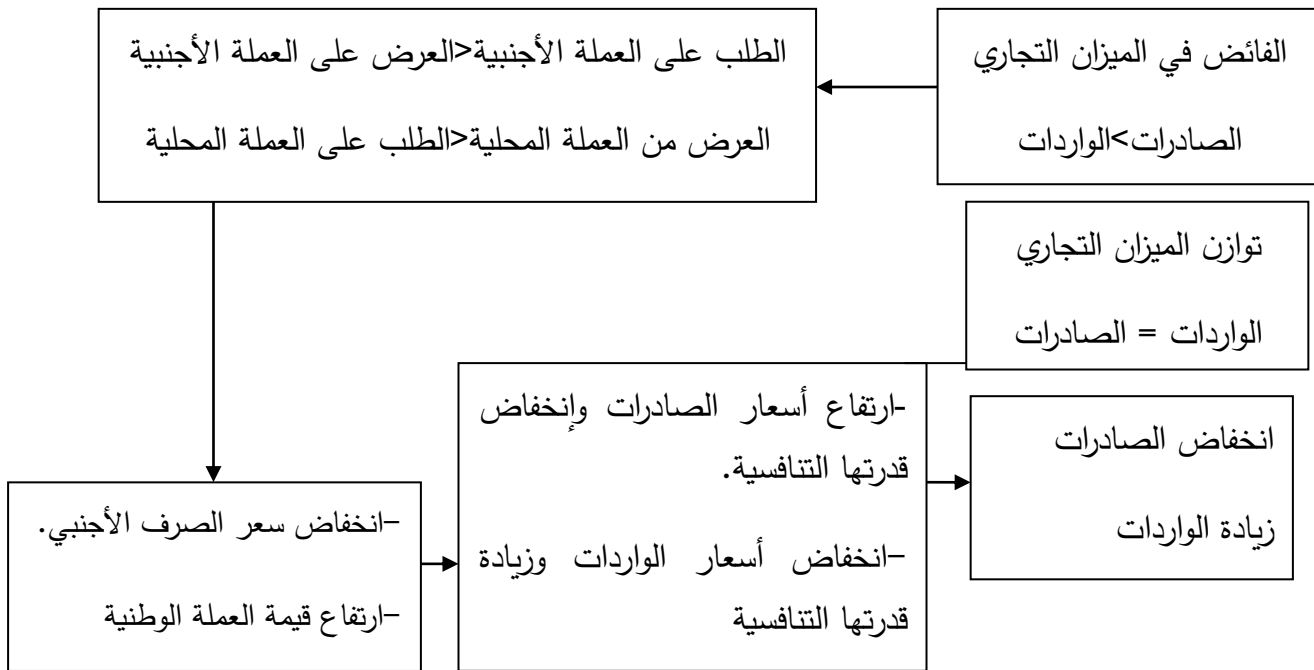 الفائض في الميزان التجاري
الصادرات>الواردات
الطلب على العملة الأجنبية<العرض على العملة الأجنبية
العرض من العملة المحلية<الطلب على العملة المحلية
توازن الميزان التجاري
الواردات = الصادرات
-انخفاض سعر الصرف الأجنبي.
-ارتفاع قيمة العملة الوطنية
-ارتفاع أسعار الصادرات وإنخفاض
قدرتها التنافسية.
-انخفاض أسعار الواردات وزيادة
قدرتها التنافسية
انخفاض الصادرات
زيادة الواردات